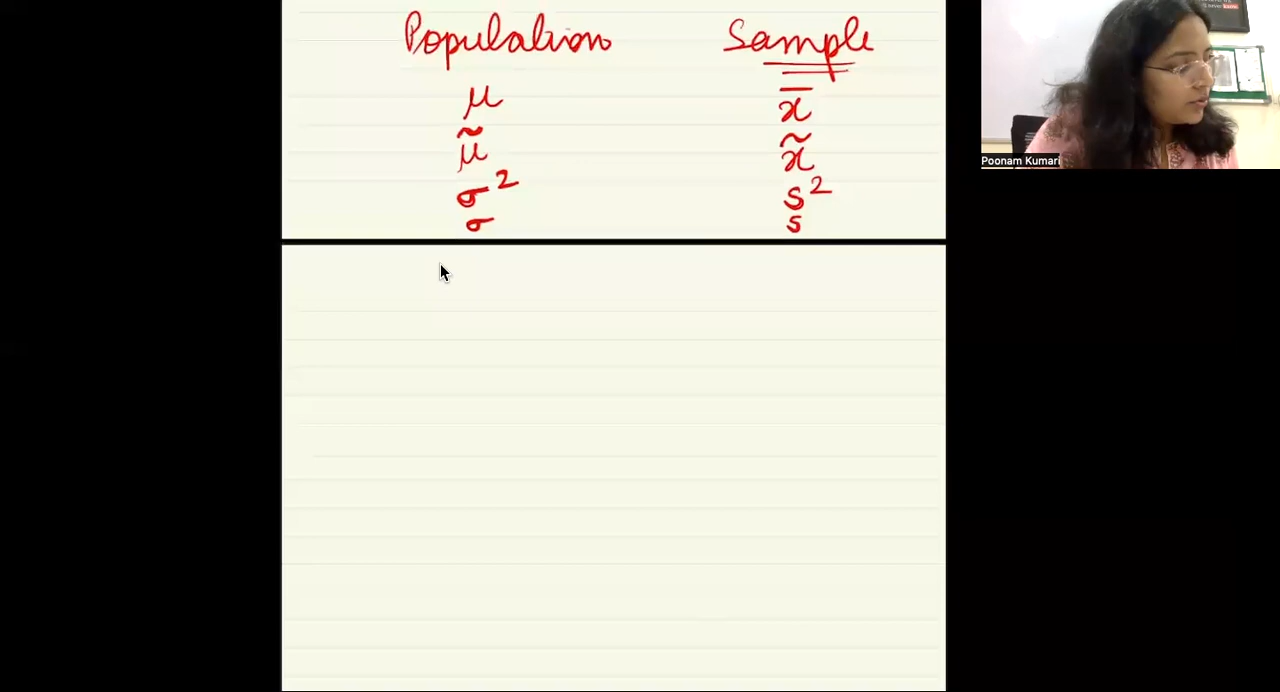 Population Sample
μ x̄
μ̃ x̃
σ² s²
σ s
Poonam Kumari